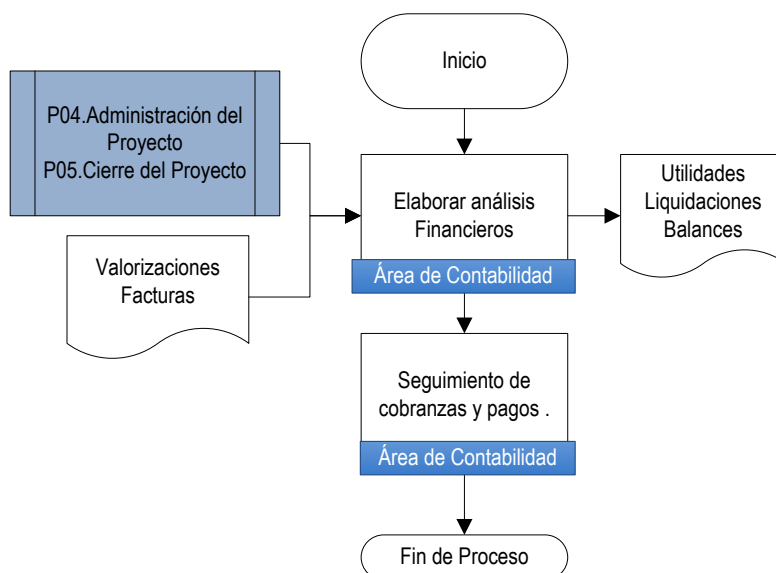 Inicio
P04.Administración del
Proyecto
P05.Cierre del Proyecto
Elaborar análisis
Financieros
Área de Contabilidad
Utilidades
Liquidaciones
Balances
Valorizaciones
Facturas
Seguimiento de
cobranzas y pagos .
Área de Contabilidad
Fin de Proceso